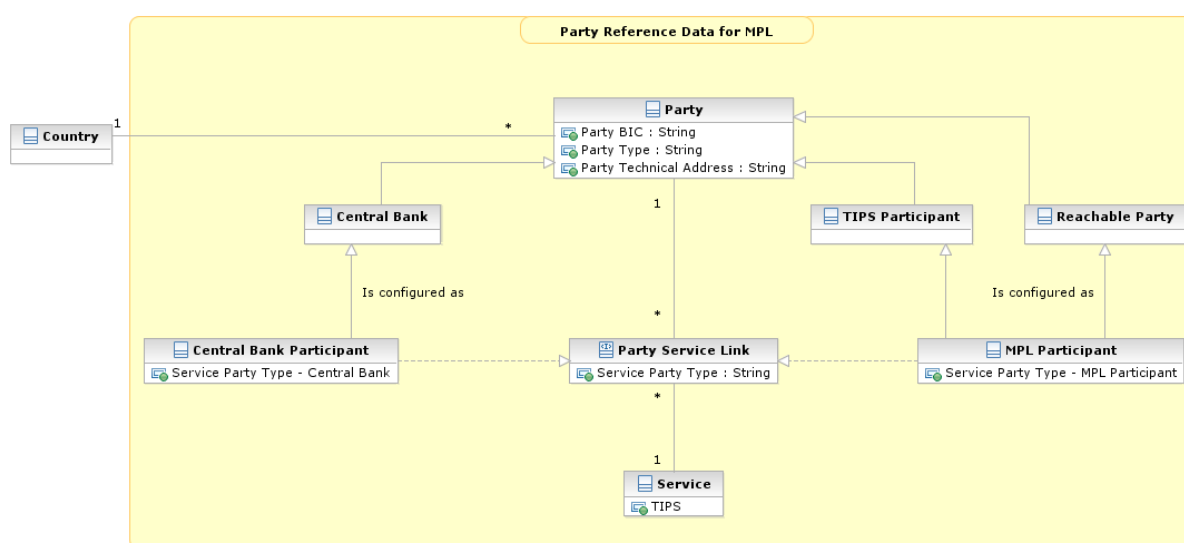 Party Reference Data for MPL
Party
Party BIC : String
Party Type : String
Party Technical Address : String
Country
1
*
Central Bank
1
TIPS Participant
Reachable Party
Is configured as
Is configured as
*
Central Bank Participant
Service Party Type - Central Bank
Party Service Link
Service Party Type : String
MPL Participant
Service Party Type - MPL Participant
*
1
Service
TIPS